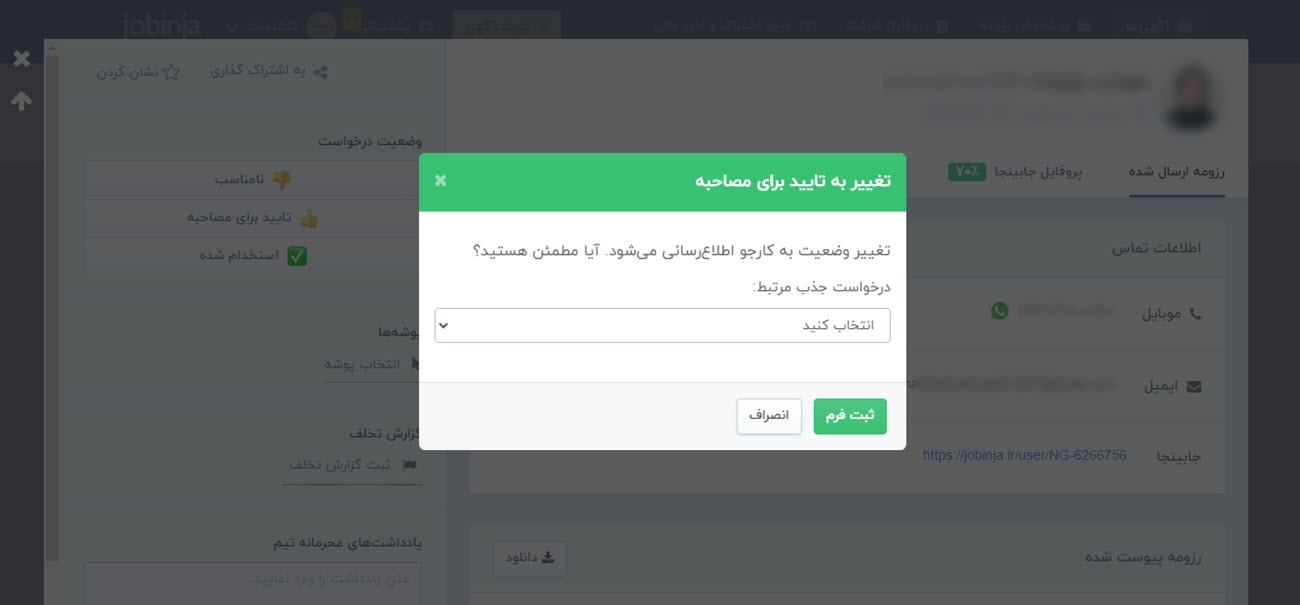 آگهی‌ها
پوشه‌های رزومه
پروفایل شرکت
خرید اشتراک و امور مالی
ایجاد آگهی
پشتیبانی
تنظیمات
jobinja
به اشتراک گذاری
نشان کردن
رزومه ارسال شده
پروفایل جابینجا ۷۰٪
وضعیت درخواست
نامناسب
تایید برای مصاحبه
استخدام شده
تغییر به تایید برای مصاحبه
تغییر وضعیت به کارجو اطلاع‌رسانی می‌شود. آیا مطمئن هستید؟
درخواست جذب مرتبط:
انتخاب کنید
ثبت فرم
انصراف
اطلاعات تماس
موبایل
ایمیل
جابینجا
https://jobinja.ir/user/NG-6266756
رزومه پیوست شده
دانلود
پوشه‌ها
انتخاب پوشه
گزارش تخلف
ثبت گزارش تخلف
یادداشت‌های محرمانه تیم
متن یادداشت را وارد نمایید...